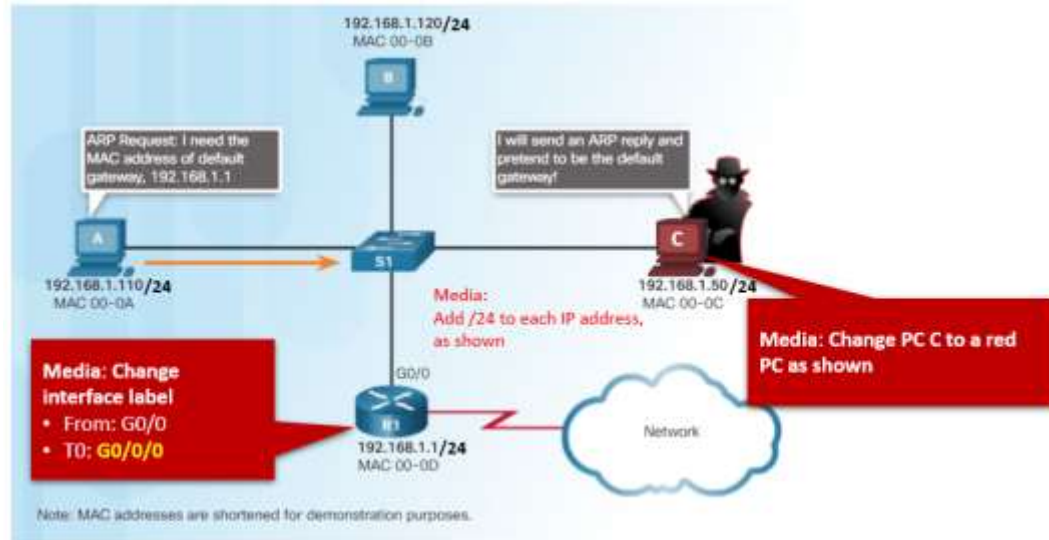 192.168.1.120/24
MAC 00-0B
B
ARP Request: I need the
MAC address of default
gateway, 192.168.1.1
I will send an ARP reply and
pretend to be the default
gateway!
A
S1
C
192.168.1.110/24
MAC 00-0A
192.168.1.50/24
MAC 00-0C
Media:
Add /24 to each IP address,
as shown
Media: Change PC C to a red
PC as shown
Media: Change
interface label
• From: G0/0
• T0: G0/0/0
G0/0
R1
192.168.1.1/24
MAC 00-0D
Network
Note: MAC addresses are shortened for demonstration purposes.